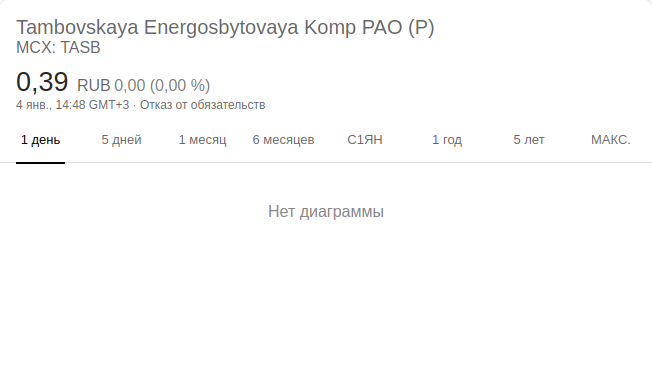 Tambovskaya Energosbytovaya Komp PAO (P)
MCX: TASB
0,39 RUB 0,00 (0,00 %)
4 янв., 14:48 GMT+3 · Отказ от обязательств
1 день 5 дней 1 месяц 6 месяцев С1ЯН 1 год 5 лет МАКС.
Нет диаграммы